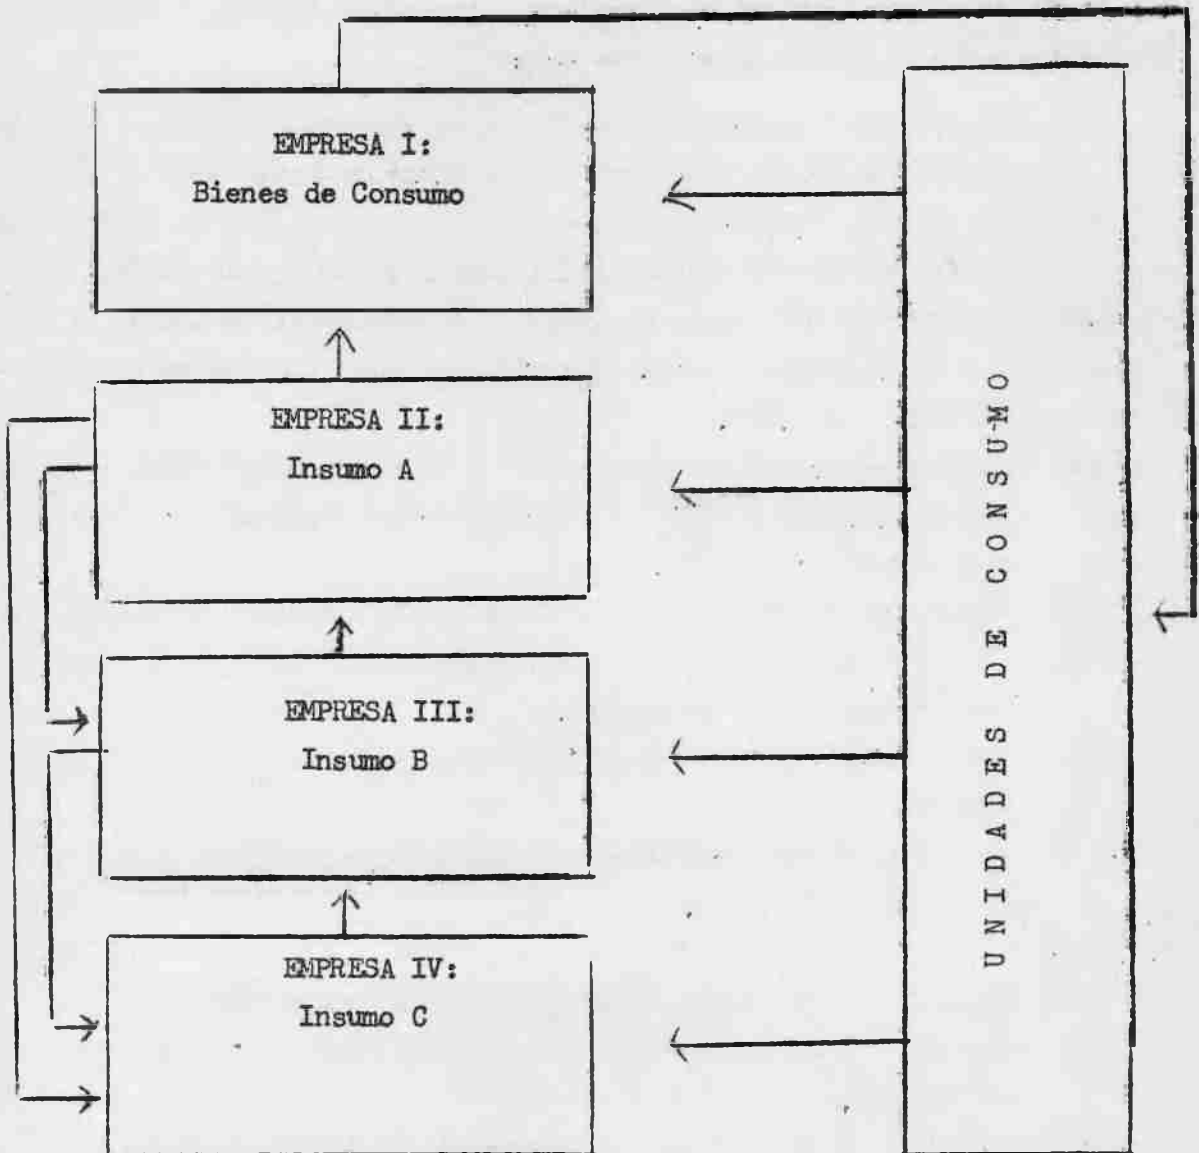 EMPRESA I:
Bienes de Consumo
EMPRESA II:
Insumo A
EMPRESA III:
Insumo B
EMPRESA IV:
Insumo C
UNIDADES DE CONSUMO